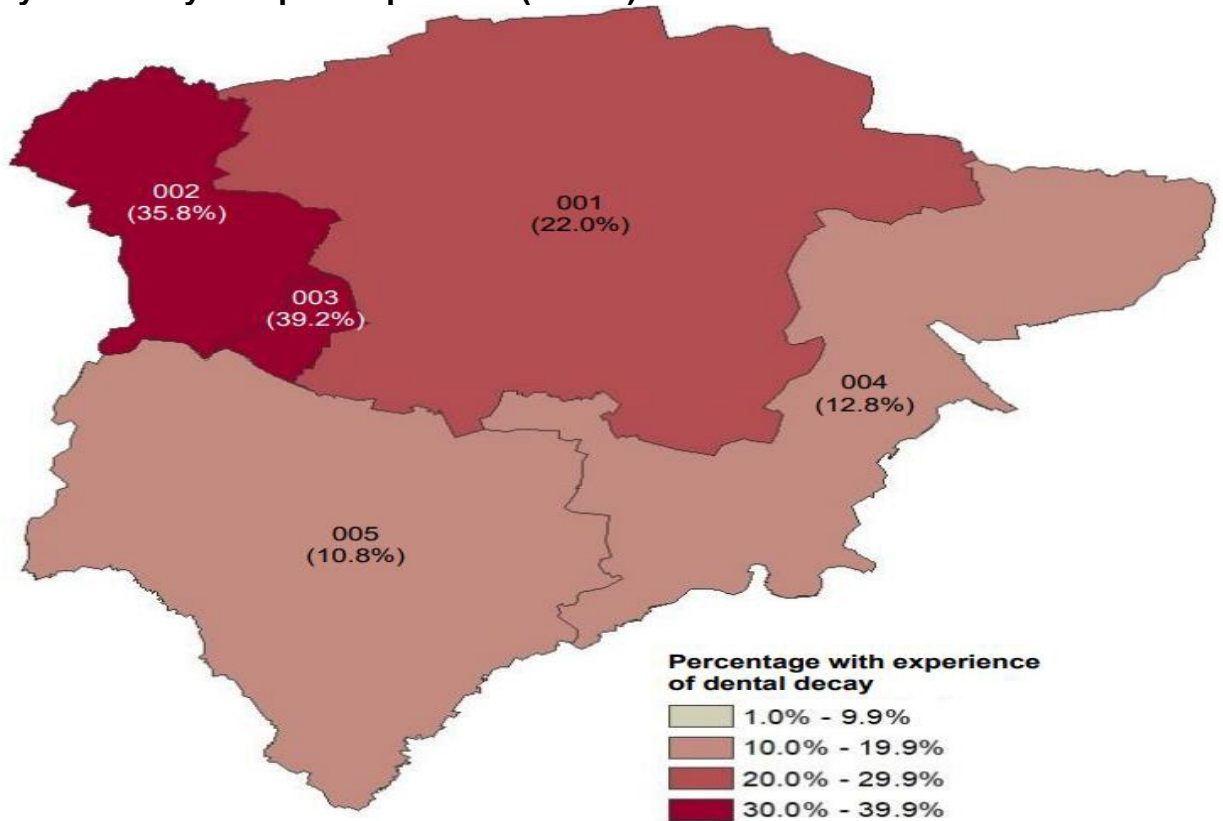 002
(35.8%)
001
(22.0%)
003
(39.2%)
004
(12.8%)
005
(10.8%)
Percentage with experience
of dental decay
1.0% - 9.9%
10.0% - 19.9%
20.0% - 29.9%
30.0% - 39.9%